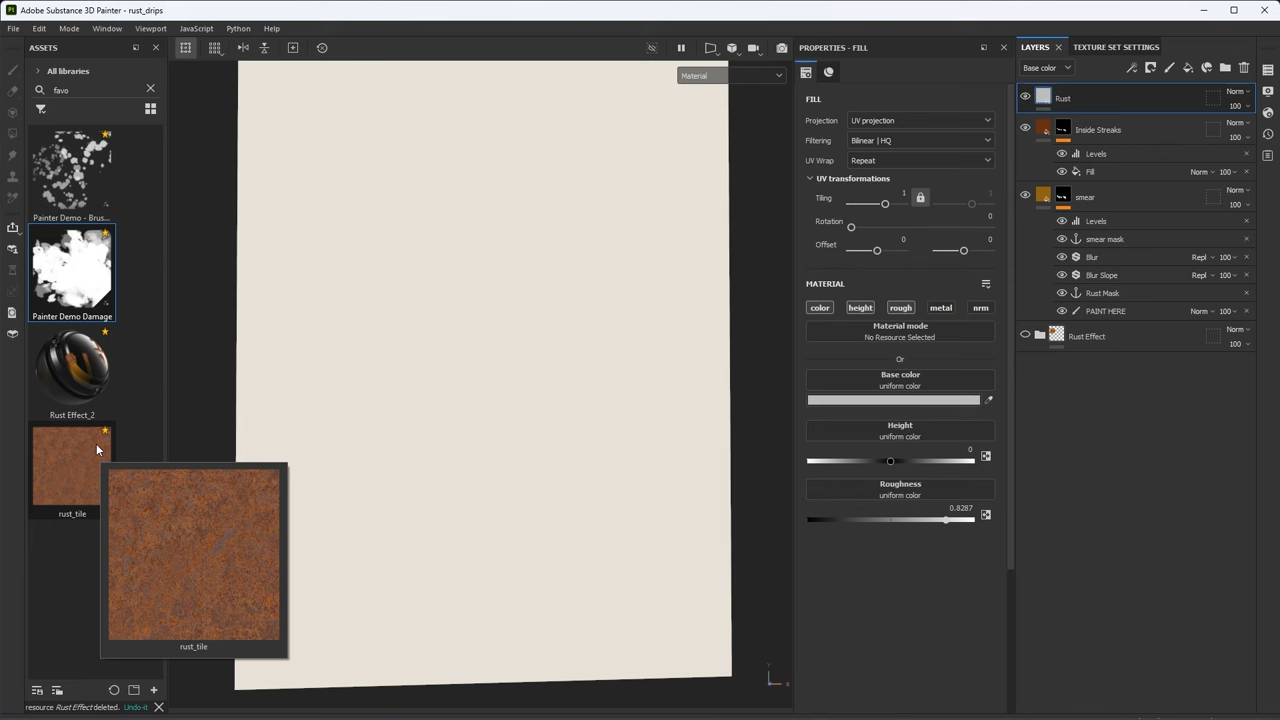 Pt Adobe Substance 3D Painter - rust_drips
File Edit Mode Window Viewport JavaScript Python Help
ASSETS
All libraries
favo
Painter Demo - Brus...
Painter Demo Damage
Rust Effect_2
rust_tile
rust_tile
resource Rust Effect deleted. Undo-it
Material
X
PROPERTIES - FILL
FILL
Projection UV projection
Filtering Bilinear | HQ
UV Wrap Repeat
UV transformations
Tiling 1 1
Rotation 0
Offset 0 0
MATERIAL
color height rough metal nrm
Material mode
No Resource Selected
Or
Base color
uniform color
Height
uniform color
0
Roughness
uniform color
0.8287
LAYERS TEXTURE SET SETTINGS
Base color
Rust Norm
100
Inside Streaks Norm
100
Levels
Fill Norm 100
smear Norm
100
Levels
smear mask
Blur Repl 100
Blur Slope Repl 100
Rust Mask
PAINT HERE Norm 100
Rust Effect Norm
100